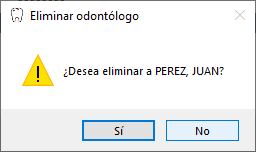 Eliminar odontólogo
¿Desea eliminar a PEREZ, JUAN?
Sí
No